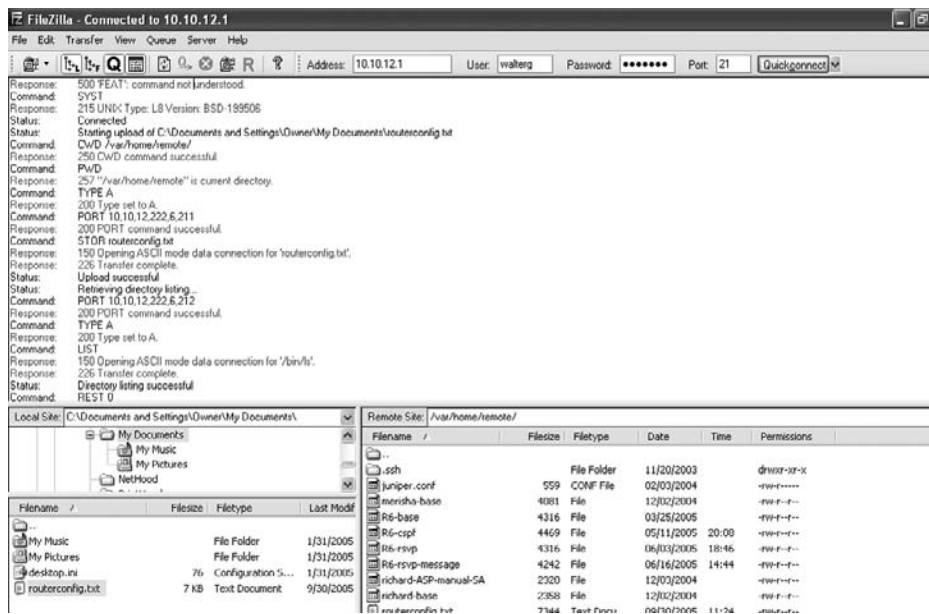 FileZilla - Connected to 10.10.12.1
File Edit Transfer View Queue Server Help
Address: 10.10.12.1 User: walterg Password: ••••••• Port: 21 Quickconnect
Response: 500 'FEAT': command not understood.
Command: SYST
Response: 215 UNIX Type: L8 Version: BSD-199506
Status: Connected
Status: Starting upload of C:\Documents and Settings\Owner\My Documents\routerconfig.txt
Command: CWD /var/home/remote/
Response: 250 CWD command successful.
Command: PWD
Response: 257 "/var/home/remote" is current directory.
Command: TYPE A
Response: 200 Type set to A.
Command: PORT 10,10,12,222,6,211
Response: 200 PORT command successful.
Command: STOR routerconfig.txt
Response: 150 Opening ASCII mode data connection for 'routerconfig.txt'.
Response: 226 Transfer complete.
Status: Upload successful
Status: Retrieving directory listing...
Command: PORT 10,10,12,222,6,212
Response: 200 PORT command successful.
Command: TYPE A
Response: 200 Type set to A.
Command: LIST
Response: 150 Opening ASCII mode data connection for '/bin/ls'.
Response: 226 Transfer complete.
Status: Directory listing successful
Command: REST 0
Local Site: C:\Documents and Settings\Owner\My Documents\
My Documents
My Music
My Pictures
NetHood
Filename / Filesize Filetype Last Modif
..
My Music File Folder 1/31/2005
My Pictures File Folder 1/31/2005
desktop.ini 76 Configuration S... 1/31/2005
routerconfig.txt 7 KB Text Document 9/30/2005
Remote Site: /var/home/remote/
Filename / Filesize Filetype Date Time Permissions
..
.ssh File Folder 11/20/2003 drwxr-xr-x
juniper.conf 559 CONF File 02/03/2004 -rw-r-----
merisha-base 4081 File 12/02/2004 -rw-r--r--
R6-base 4316 File 03/25/2005 -rw-r--r--
R6-cspf 4469 File 05/11/2005 20:00 -rw-r--r--
R6-rsvp 4316 File 06/03/2005 18:46 -rw-r--r--
R6-rsvp-message 4242 File 06/16/2005 14:44 -rw-r--r--
richard-ASP-manual-SA 2320 File 12/03/2004 -rw-r--r--
richard-base 2358 File 12/02/2004 -rw-r--r--
routerconfig.txt 7344 Text Docu... 09/30/2005 11:24 -rw-r--r--